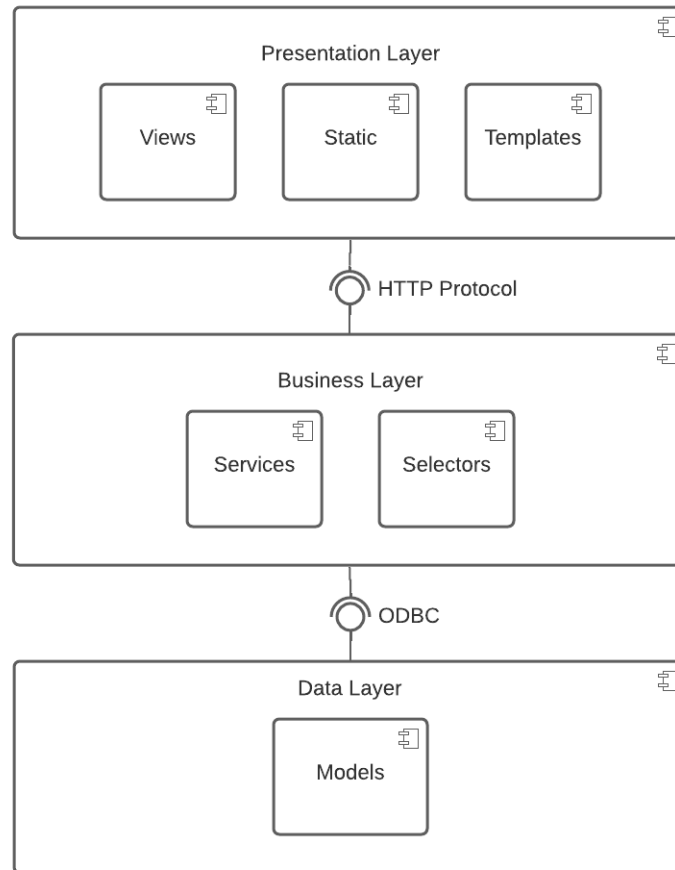 Presentation Layer
Views
Static
Templates
HTTP Protocol
Business Layer
Services
Selectors
ODBC
Data Layer
Models